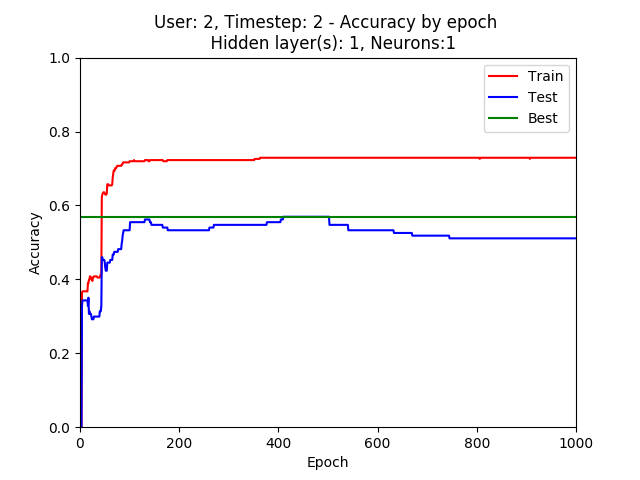 User: 2, Timestep: 2 - Accuracy by epoch
Hidden layer(s): 1, Neurons:1
Train
Test
Best
1.0
0.8
0.6
0.4
0.2
0.0
Accuracy
0
200
400
600
800
1000
Epoch